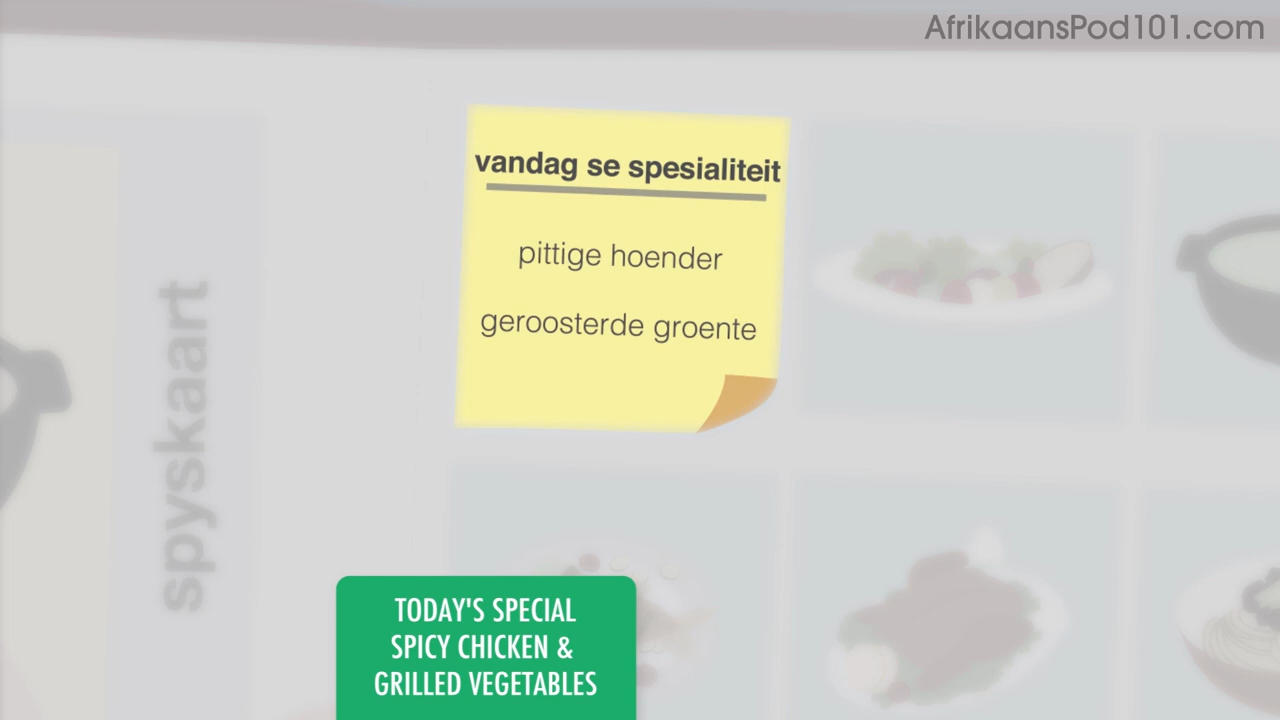 AfrikaansPod101.com
vandag se spesialiteit
pittige hoender
geroosterde groente
spyskaart
TODAY'S SPECIAL
SPICY CHICKEN &
GRILLED VEGETABLES